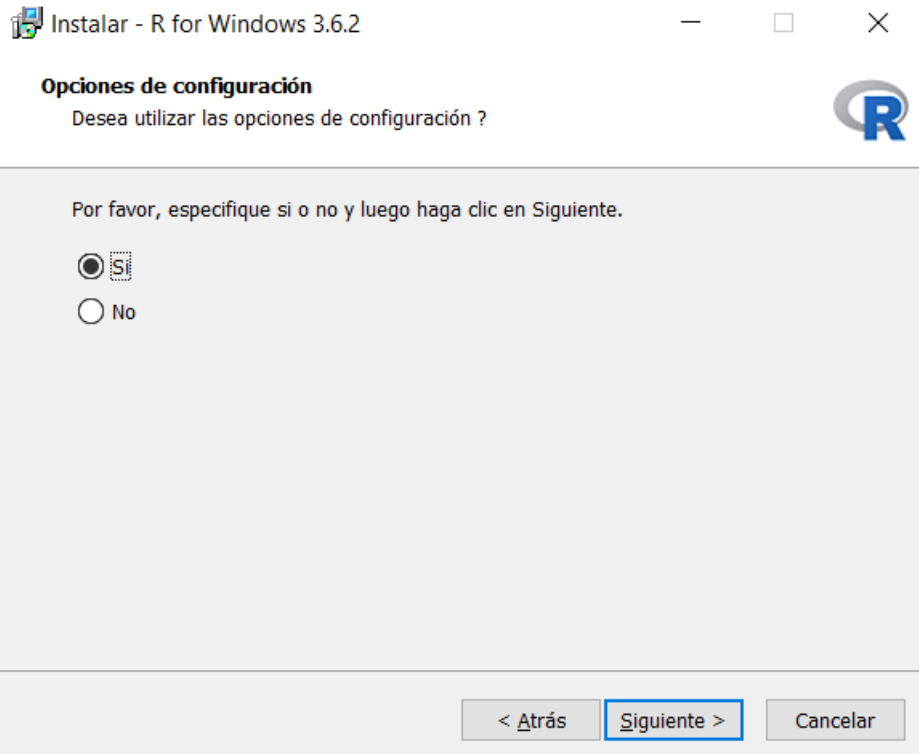 Instalar - R for Windows 3.6.2
Opciones de configuración
Desea utilizar las opciones de configuración ?
R
Por favor, especifique si o no y luego haga clic en Siguiente.
Si
No
< Atrás
Siguiente >
Cancelar